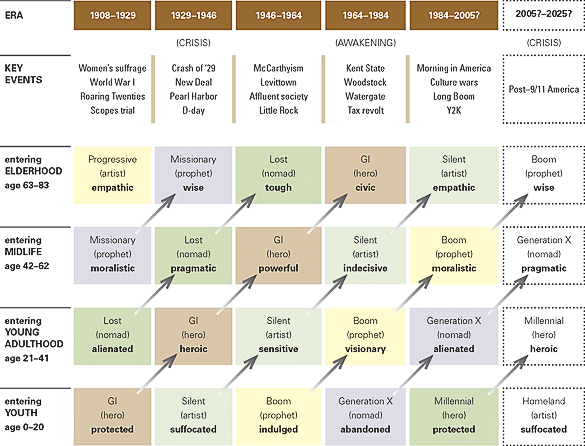 ERA
1908–1929
1929–1946
1946–1964
1964–1984
1984–2005?
2005?–2025?
(CRISIS)
(AWAKENING)
(CRISIS)
KEY
EVENTS
Women's suffrage
World War I
Roaring Twenties
Scopes trial
Crash of '29
New Deal
Pearl Harbor
D-day
McCarthyism
Levittown
Affluent society
Little Rock
Kent State
Woodstock
Watergate
Tax revolt
Morning in America
Culture wars
Long Boom
Y2K
Post–9/11 America
entering
ELDERHOOD
age 63–83
Progressive
(artist)
empathic
Missionary
(prophet)
wise
Lost
(nomad)
tough
GI
(hero)
civic
Silent
(artist)
empathic
Boom
(prophet)
wise
entering
MIDLIFE
age 42–62
Missionary
(prophet)
moralistic
Lost
(nomad)
pragmatic
GI
(hero)
powerful
Silent
(artist)
indecisive
Boom
(prophet)
moralistic
Generation X
(nomad)
pragmatic
entering
YOUNG
ADULTHOOD
age 21–41
Lost
(nomad)
alienated
GI
(hero)
heroic
Silent
(artist)
sensitive
Boom
(prophet)
visionary
Generation X
(nomad)
alienated
Millennial
(hero)
heroic
entering
YOUTH
age 0–20
GI
(hero)
protected
Silent
(artist)
suffocated
Boom
(prophet)
indulged
Generation X
(nomad)
abandoned
Millennial
(hero)
protected
Homeland
(artist)
suffocated